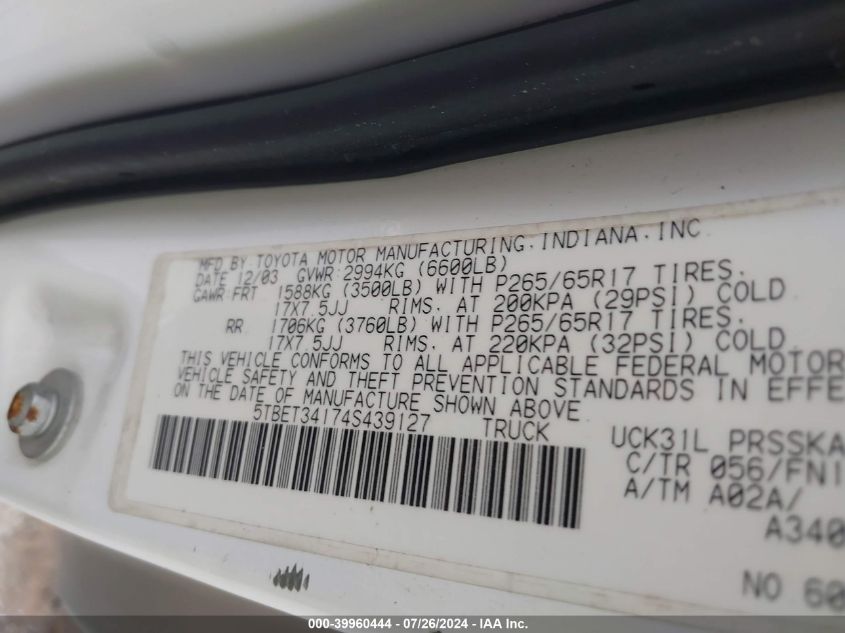 MFD.BY TOYOTA MOTOR MANUFACTURING.INDIANA.INC
DATE 12/03 GVWR:2994KG (6600LB)
GAWR:FRT 1588KG (3500LB) WITH P265/65R17 TIRES.
17X7.5JJ RIMS. AT 200KPA (29PSI) COLD
RR 1706KG (3760LB) WITH P265/65R17 TIRES.
17X7.5JJ RIMS. AT 220KPA (32PSI) COLD.
THIS VEHICLE CONFORMS TO ALL APPLICABLE FEDERAL MOTOR
VEHICLE SAFETY AND THEFT PREVENTION STANDARDS IN EFFE
ON THE DATE OF MANUFACTURE SHOWN ABOVE
5TBET34174S439127 TRUCK
UCK31L PRSSKA
C/TR 056/FN1
A/TM A02A/
A340
NO 60
000-39960444 / 07/26/2024 - IAA Inc.